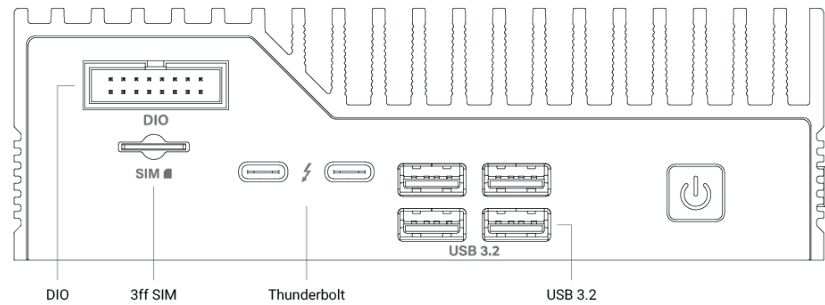 DIO
SIM
USB 3.2
DIO
3ff SIM
Thunderbolt
USB 3.2